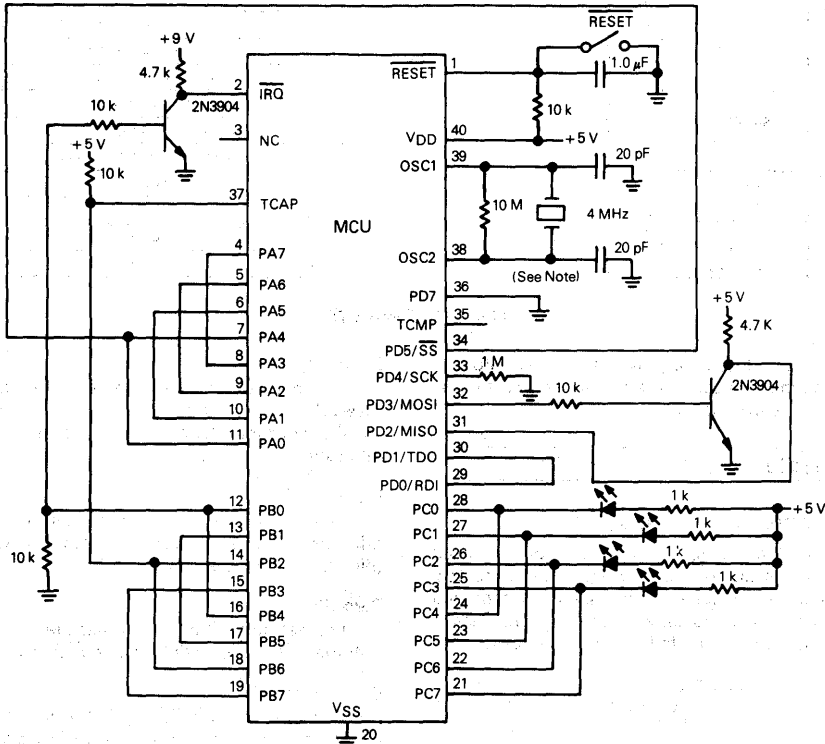 RESET
+9 V
4.7 k
2
IRQ
2N3904
10 k
3
NC
+5 V
10 k
37
TCAP
MCU
4
PA7
5
PA6
6
PA5
7
PA4
8
PA3
9
PA2
10
PA1
11
PA0
12
PB0
13
PB1
10 k
14
PB2
15
PB3
16
PB4
17
PB5
18
PB6
19
PB7
VSS
20
1
RESET
1.0 µF
10 k
40
VDD
+5 V
39
OSC1
20 pF
10 M
4 MHz
38
OSC2
20 pF
(See Note)
36
PD7
35
TCMP
34
PD5/SS
+5 V
4.7 K
33
PD4/SCK
1 M
2N3904
32
PD3/MOSI
10 k
31
PD2/MISO
30
PD1/TDO
29
PD0/RDI
28
PC0
1 k
+5 V
27
PC1
1 k
26
PC2
1 k
25
PC3
1 k
24
PC4
23
PC5
22
PC6
21
PC7